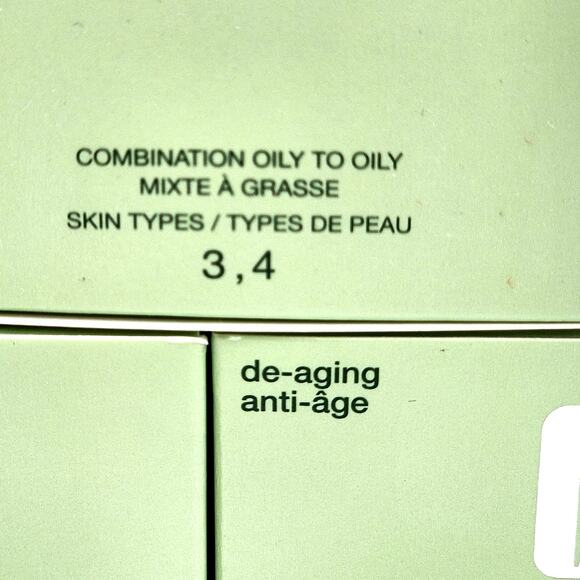 COMBINATION OILY TO OILY
MIXTE À GRASSE
SKIN TYPES / TYPES DE PEAU
3 , 4
de-aging
anti-âge